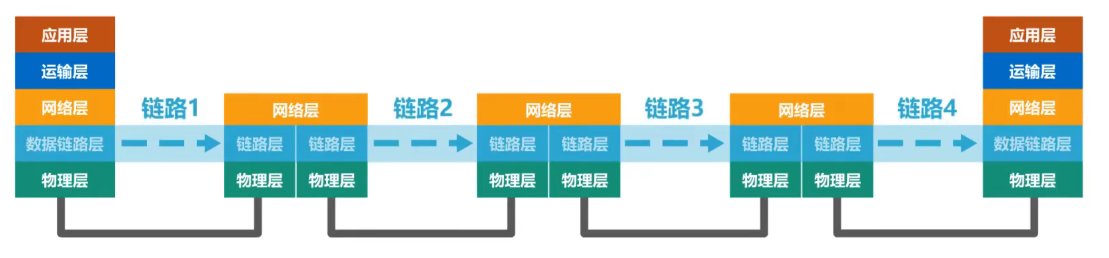 应用层
运输层
网络层
数据链路层
物理层
链路1
网络层
链路层 链路层
物理层 物理层
链路2
网络层
链路层 链路层
物理层 物理层
链路3
网络层
链路层 链路层
物理层 物理层
链路4
应用层
运输层
网络层
数据链路层
物理层